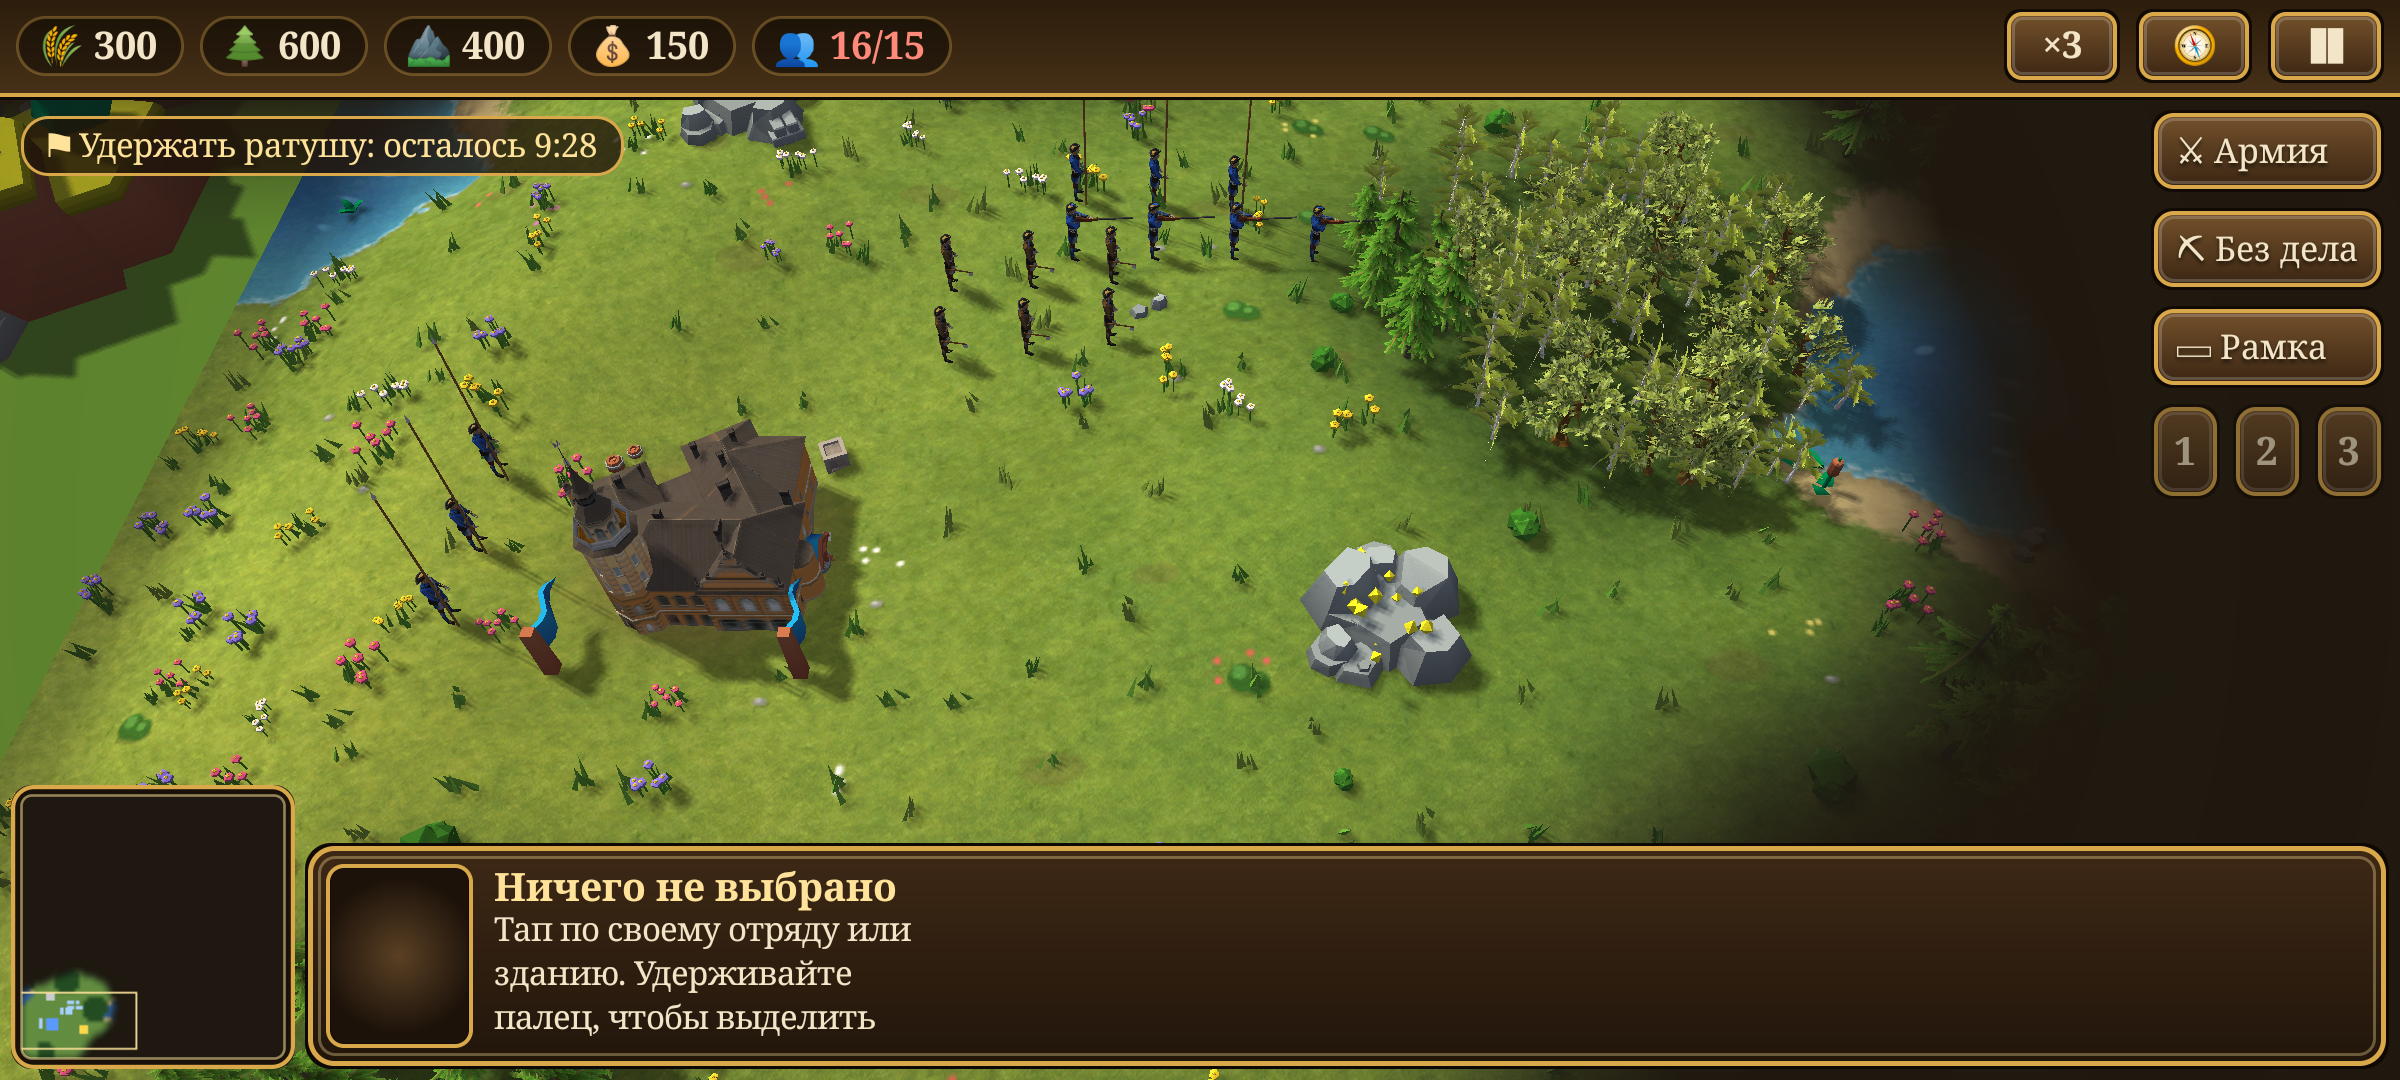 300
600
400
150
16/15
×3
Удержать ратушу: осталось 9:28
Армия
Без дела
Рамка
1 2 3
Ничего не выбрано
Тап по своему отряду или
зданию. Удерживайте
палец, чтобы выделить